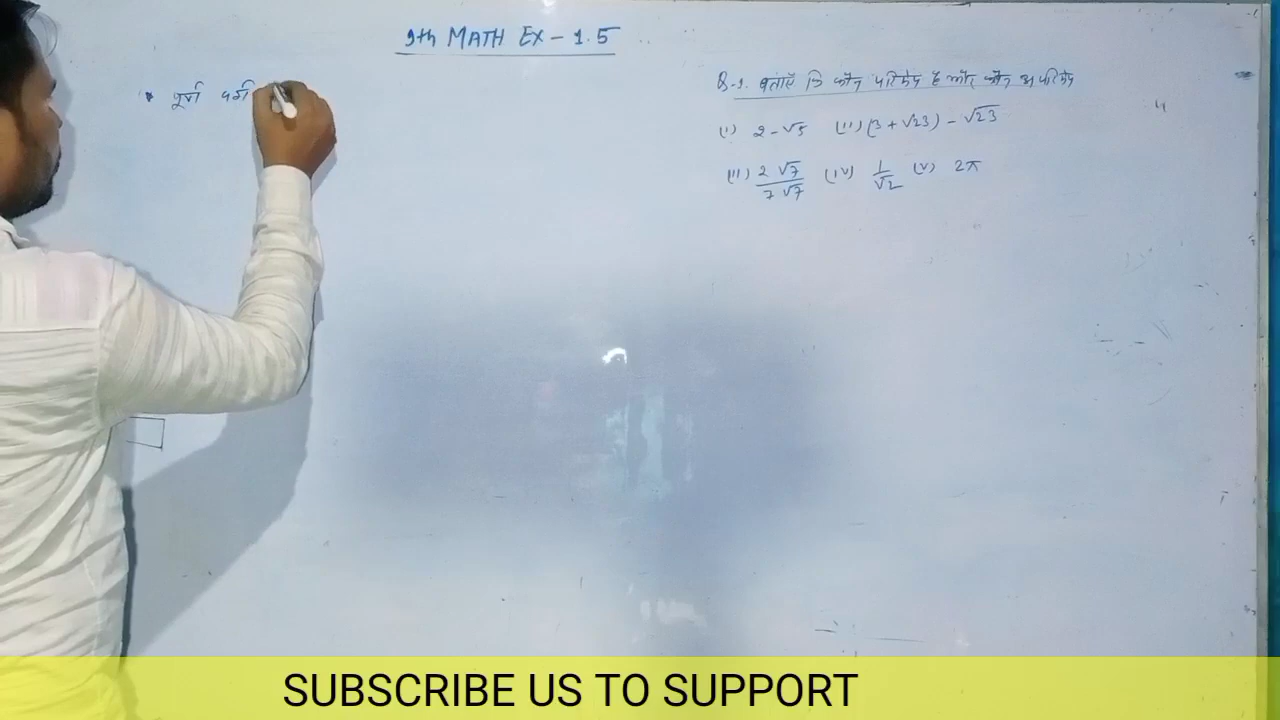 9th MATH EX - 1.5
* पूर्ण वर्ग
Q-1. बताएँ कि कौन परिमेय है और कौन अपरिमेय
(i) 2 - √5 (ii) (3 + √23) - √23
(iii) 2√7 / 7√7 (iv) 1/√2 (v) 2π
SUBSCRIBE US TO SUPPORT